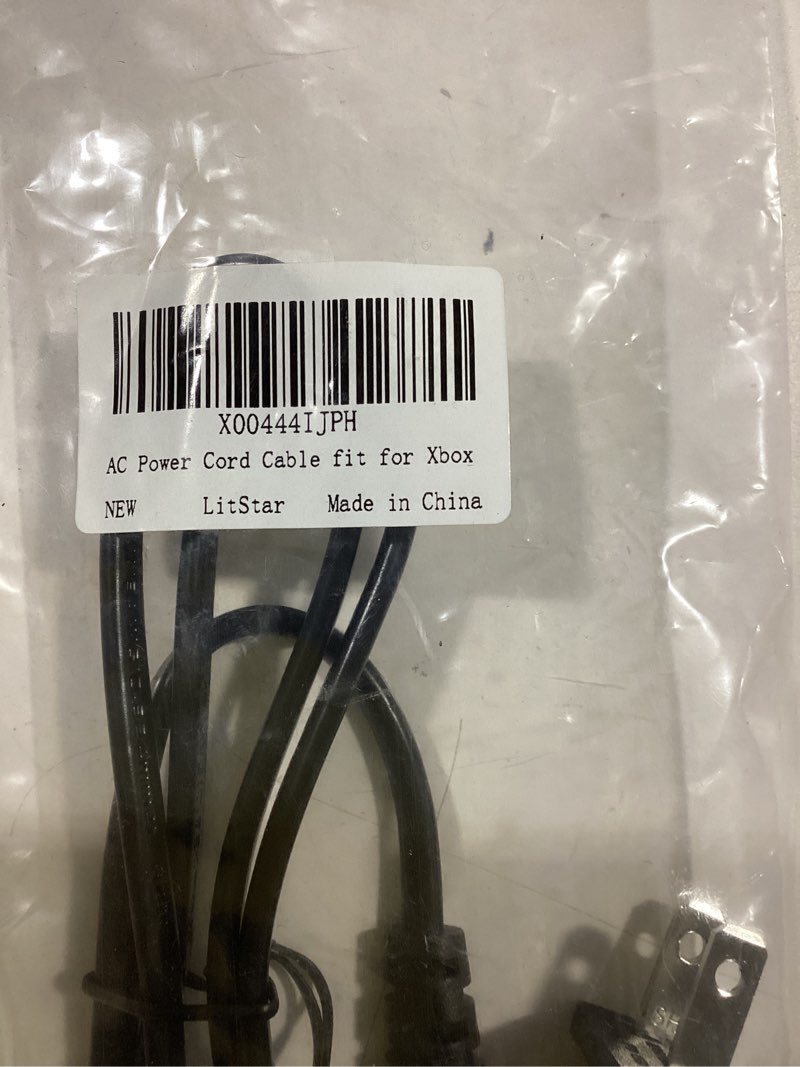 X00444IJPH
AC Power Cord Cable fit for Xbox
NEW LitStar Made in China